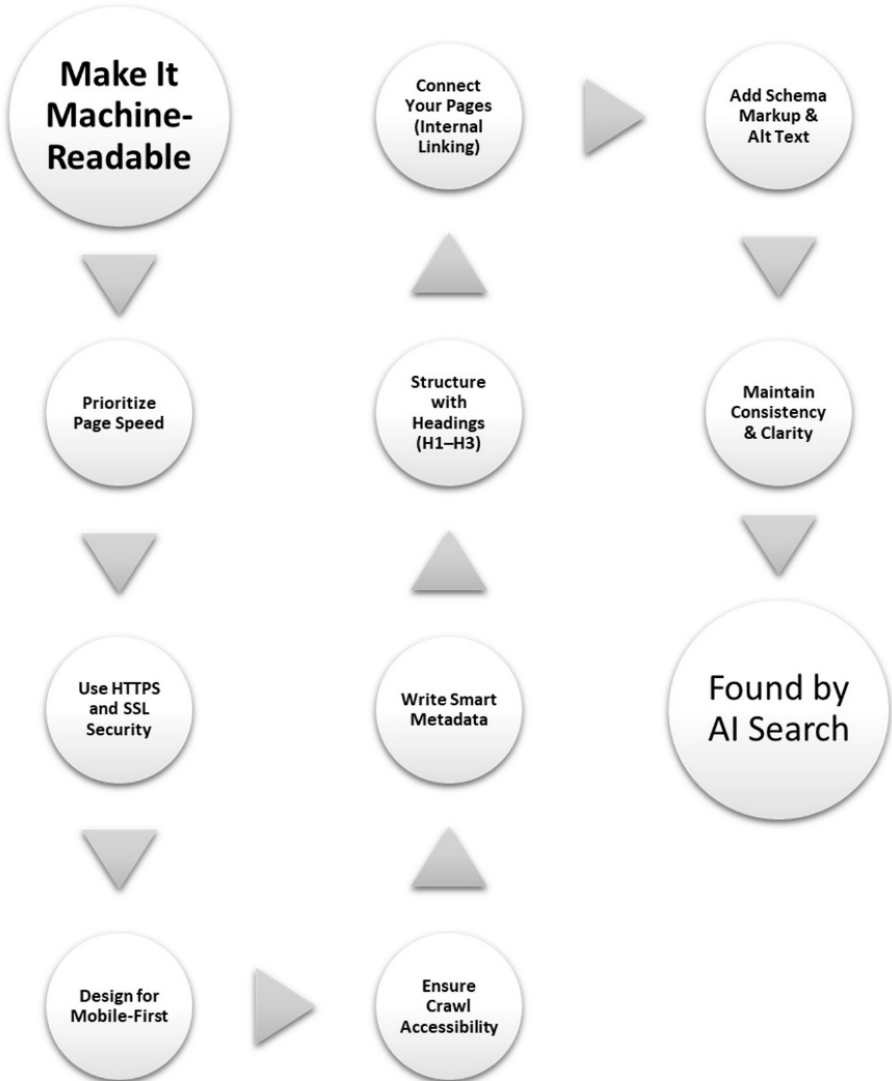 Make It
Machine-
Readable
Prioritize
Page Speed
Use HTTPS
and SSL
Security
Design for
Mobile-First
Ensure
Crawl
Accessibility
Write Smart
Metadata
Structure
with
Headings
(H1–H3)
Connect
Your Pages
(Internal
Linking)
Add Schema
Markup &
Alt Text
Maintain
Consistency
& Clarity
Found by
AI Search